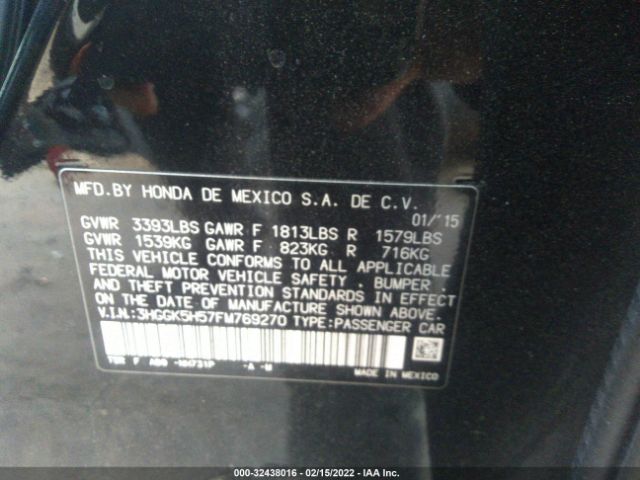 MFD.BY HONDA DE MEXICO S.A. DE C.V.
01/'15
GVWR 3393LBS GAWR F 1813LBS R 1579LBS
GVWR 1539KG GAWR F 823KG R 716KG
THIS VEHICLE CONFORMS TO ALL APPLICABLE
FEDERAL MOTOR VEHICLE SAFETY . BUMPER .
AND THEFT PREVENTION STANDARDS IN EFFECT
ON THE DATE OF MANUFACTURE SHOWN ABOVE.
V.I.N.:3HGGK5H57FM769270 TYPE:PASSENGER CAR
MADE IN MEXICO
000-32438016 - 02/15/2022 - IAA Inc.